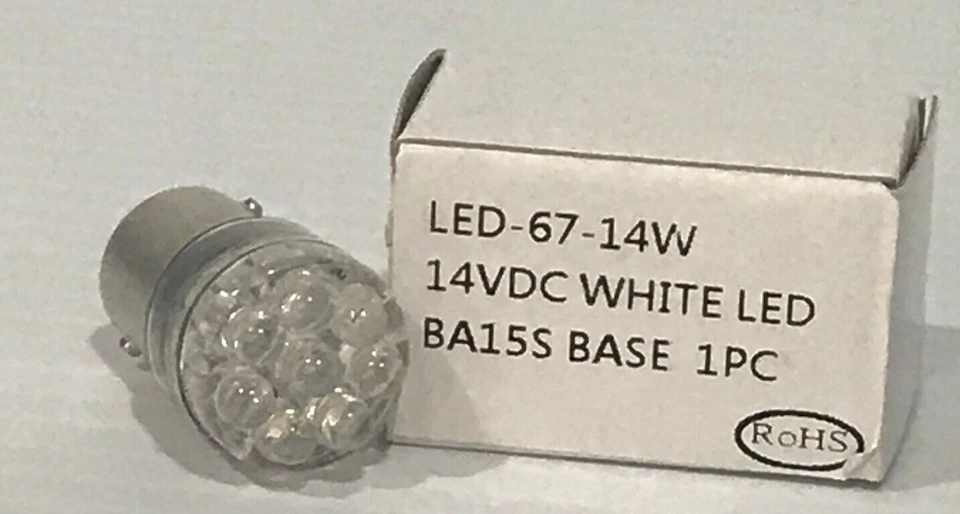 LED-67-14W
14VDC WHITE LED
BA15S BASE 1PC
RoHS